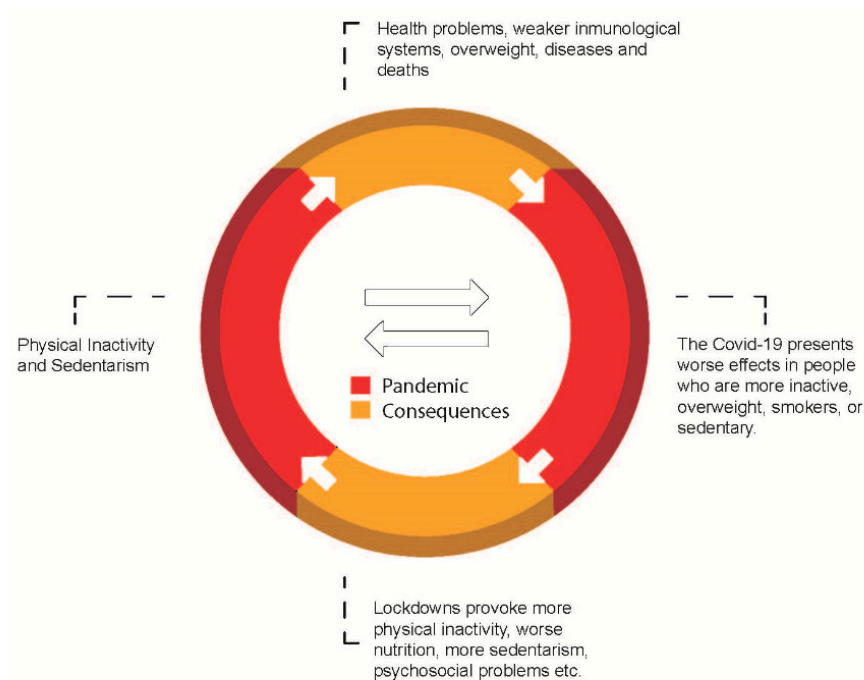 Health problems, weaker inmunological
systems, overweight, diseases and
deaths
Physical Inactivity
and Sedentarism
Pandemic
Consequences
The Covid-19 presents
worse effects in people
who are more inactive,
overweight, smokers, or
sedentary.
Lockdowns provoke more
physical inactivity, worse
nutrition, more sedentarism,
psychosocial problems etc.